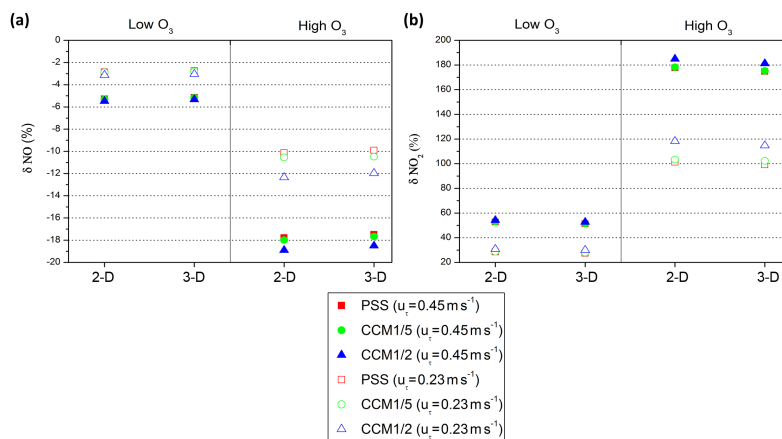 (a)
Low O3
High O3
0
-2
-4
-6
-8
-10
-12
-14
-16
-18
-20
δ NO (%)
2-D
3-D
2-D
3-D
(b)
Low O3
High O3
200
180
160
140
120
100
80
60
40
20
δ NO2 (%)
2-D
3-D
2-D
3-D
PSS (uτ=0.45 m s-1)
CCM1/5 (uτ=0.45 m s-1)
CCM1/2 (uτ=0.45 m s-1)
PSS (uτ=0.23 m s-1)
CCM1/5 (uτ=0.23 m s-1)
CCM1/2 (uτ=0.23 m s-1)